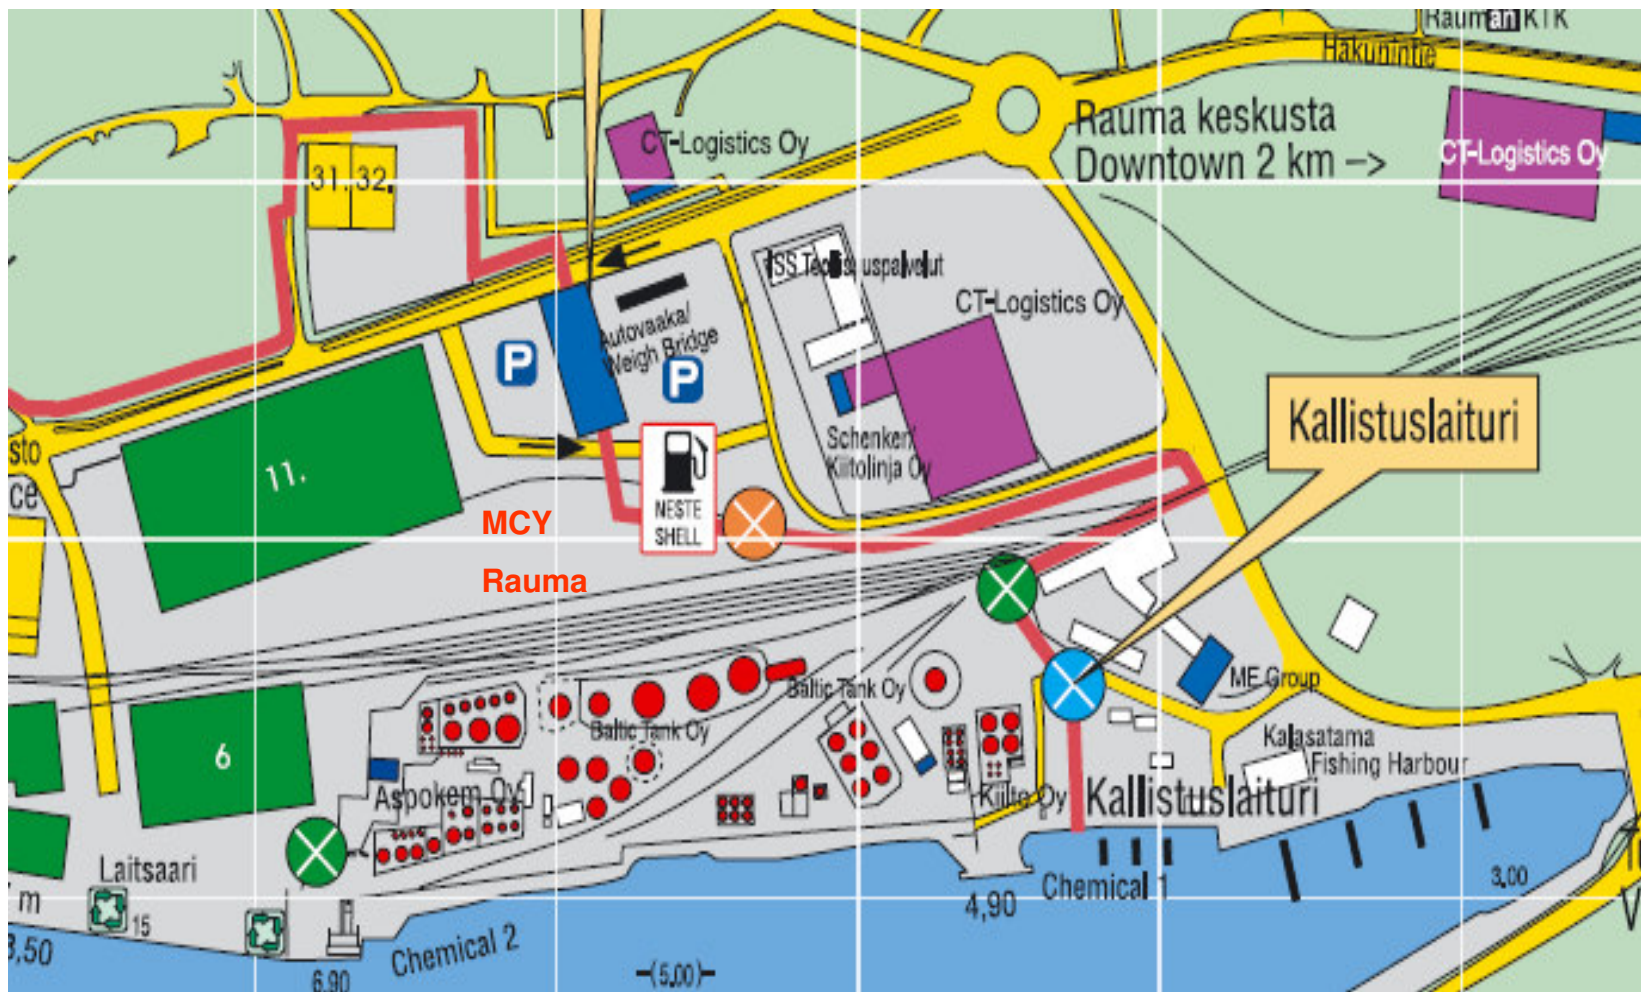 Rauman KTK
Hakunintie
CT-Logistics Oy
Rauma keskusta
Downtown 2 km –>
CT-Logistics Oy
31. 32.
CT-Logistics Oy
Autovaaka/
Weigh Bridge
P
P
Kallistuslaituri
Schenker/
Kiitolinja Oy
sto
ce
11.
NESTE
SHELL
MCY
Rauma
ME Group
Baltic Tank Oy
Baltic Tank Oy
6
Kalasatama
Fishing Harbour
Aspokem Oy
Kiilto Oy
Kallistuslaituri
Laitsaari
15
m
3,50
6,90
Chemical 2
(5,00)
4,90
Chemical 1
3,00
V